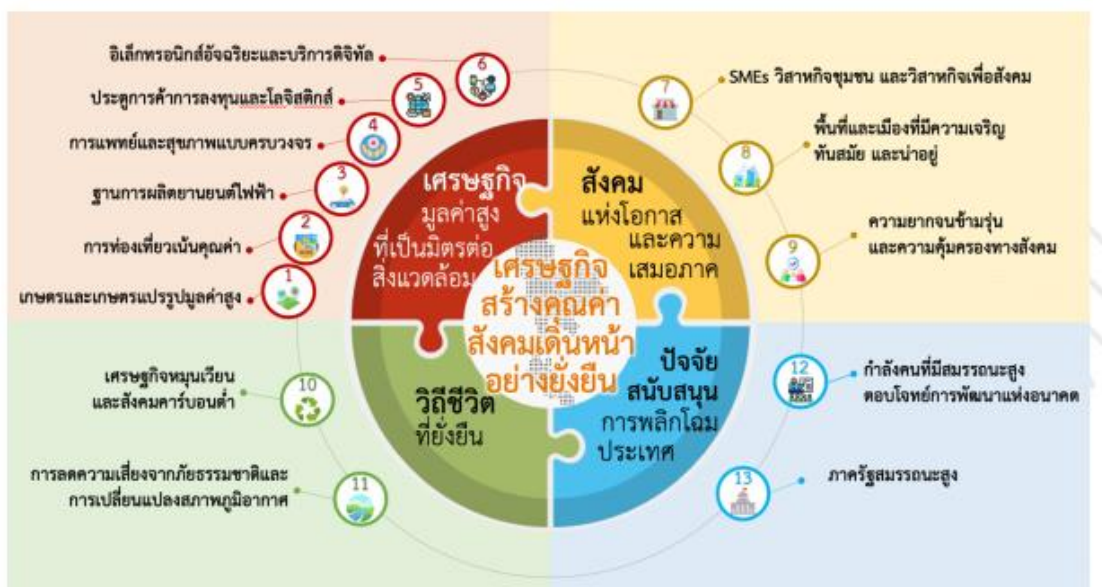 อิเล็กทรอนิกส์อัจฉริยะและบริการดิจิทัล
6
ประตูการค้าการลงทุนและโลจิสติกส์
5
การแพทย์และสุขภาพแบบครบวงจร
4
ฐานการผลิตยานยนต์ไฟฟ้า
3
การท่องเที่ยวเน้นคุณค่า
2
เกษตรและเกษตรแปรรูปมูลค่าสูง
1
เศรษฐกิจ
มูลค่าสูง
ที่เป็นมิตรต่อ
สิ่งแวดล้อม
7
SMEs วิสาหกิจชุมชน และวิสาหกิจเพื่อสังคม
8
พื้นที่และเมืองที่มีความเจริญ
ทันสมัย และน่าอยู่
9
ความยากจนข้ามรุ่น
และความคุ้มครองทางสังคม
สังคม
แห่งโอกาส
และความ
เสมอภาค
เศรษฐกิจ
สร้างคุณค่า
สังคมเดินหน้า
อย่างยั่งยืน
เศรษฐกิจหมุนเวียน
และสังคมคาร์บอนต่ำ
10
การลดความเสี่ยงจากภัยธรรมชาติและ
การเปลี่ยนแปลงสภาพภูมิอากาศ
11
วิถีชีวิต
ที่ยั่งยืน
ปัจจัย
สนับสนุน
การพลิกโฉม
ประเทศ
12
กำลังคนที่มีสมรรถนะสูง
ตอบโจทย์การพัฒนาแห่งอนาคต
13
ภาครัฐสมรรถนะสูง